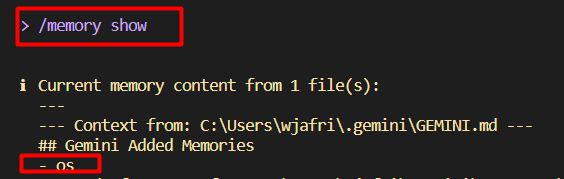 > /memory show
i Current memory content from 1 file(s):
---
--- Context from: C:\Users\wjafri\.gemini\GEMINI.md ---
## Gemini Added Memories
- os